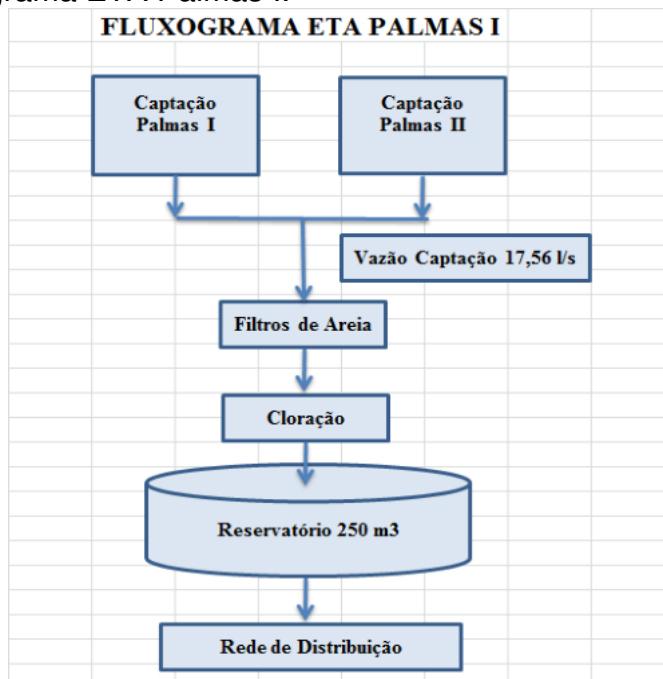 FLUXOGRAMA ETA PALMAS I
Captação
Palmas I
Captação
Palmas II
Vazão Captação 17,56 l/s
Filtros de Areia
Cloração
Reservatório 250 m3
Rede de Distribuição